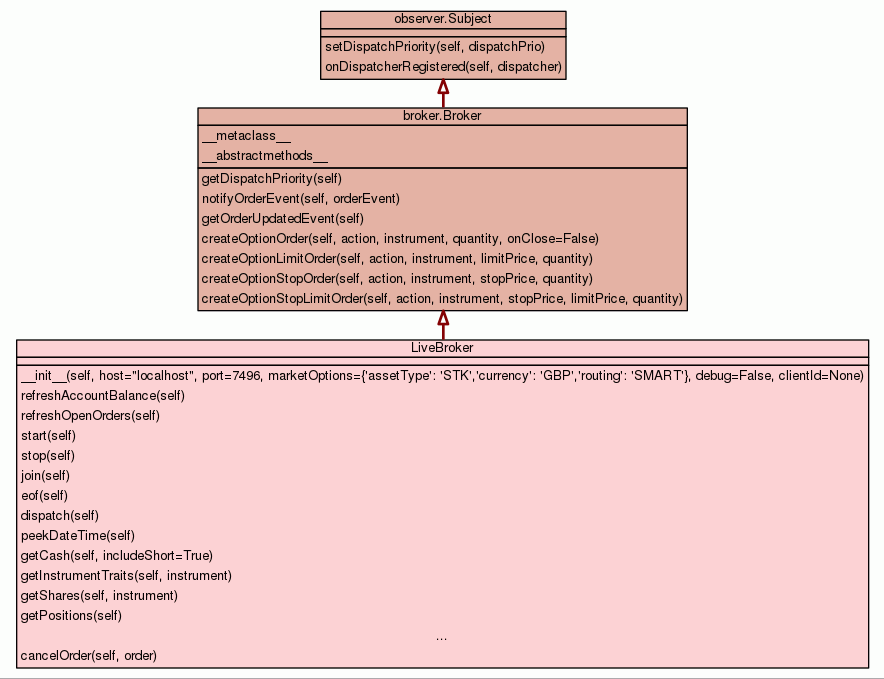 observer.Subject
setDispatchPriority(self, dispatchPrio)
onDispatcherRegistered(self, dispatcher)
broker.Broker
__metaclass__
__abstractmethods__
getDispatchPriority(self)
notifyOrderEvent(self, orderEvent)
getOrderUpdatedEvent(self)
createOptionOrder(self, action, instrument, quantity, onClose=False)
createOptionLimitOrder(self, action, instrument, limitPrice, quantity)
createOptionStopOrder(self, action, instrument, stopPrice, quantity)
createOptionStopLimitOrder(self, action, instrument, stopPrice, limitPrice, quantity)
LiveBroker
__init__(self, host="localhost", port=7496, marketOptions={'assetType': 'STK','currency': 'GBP','routing': 'SMART'}, debug=False, clientId=None)
refreshAccountBalance(self)
refreshOpenOrders(self)
start(self)
stop(self)
join(self)
eof(self)
dispatch(self)
peekDateTime(self)
getCash(self, includeShort=True)
getInstrumentTraits(self, instrument)
getShares(self, instrument)
getPositions(self)
...
cancelOrder(self, order)